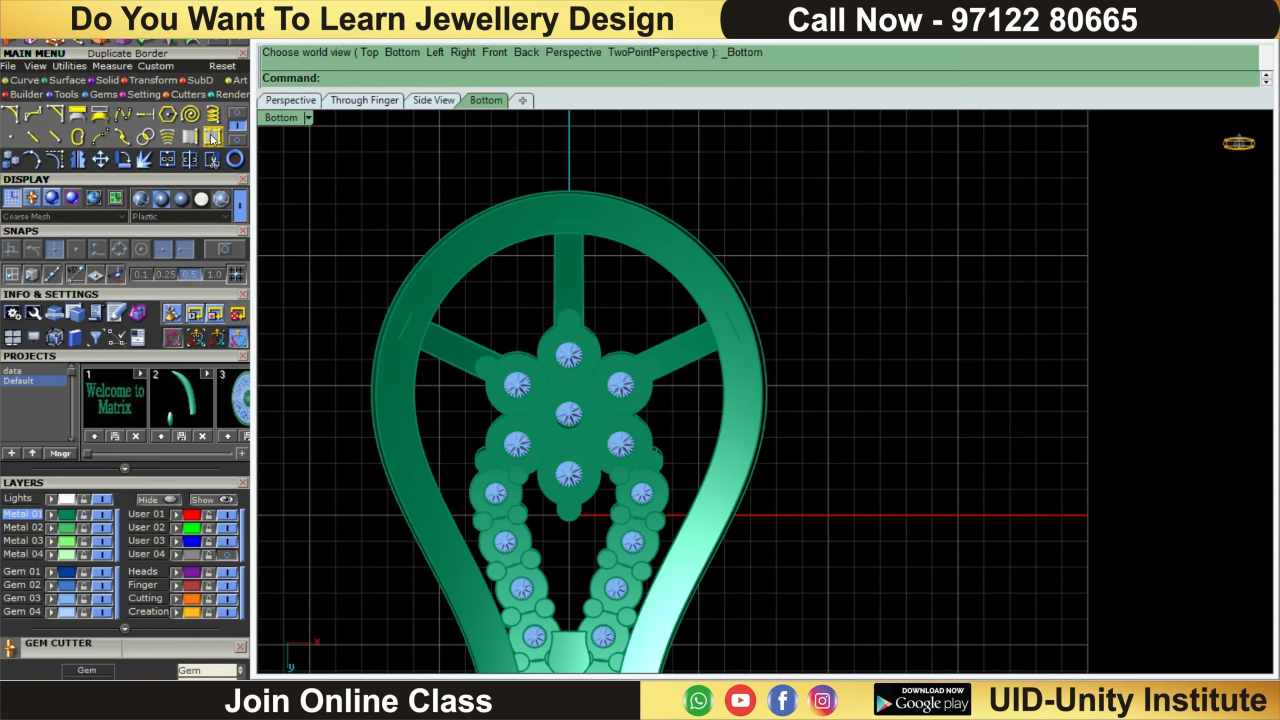 Do You Want To Learn Jewellery Design
Call Now - 97122 80665
MAIN MENU Duplicate Border
File View Utilities Measure Custom Reset
Curve Surface Solid Transform SubD Art
Builder Tools Gems Setting Cutters Render
DISPLAY
Coarse Mesh Plastic
SNAPS
0.1 0.25 0.5 1.0
INFO & SETTINGS
PROJECTS
data
Default
1 2 3
Welcome to Matrix
Mngr
LAYERS
Lights Hide Show
Metal 01 User 01
Metal 02 User 02
Metal 03 User 03
Metal 04 User 04
Gem 01 Heads
Gem 02 Finger
Gem 03 Cutting
Gem 04 Creation
GEM CUTTER
Gem Gem
Choose world view ( Top Bottom Left Right Front Back Perspective TwoPointPerspective ): _Bottom
Command:
Perspective Through Finger Side View Bottom
Bottom
x
y
Join Online Class
DOWNLOAD NOW
Google play
UID-Unity Institute